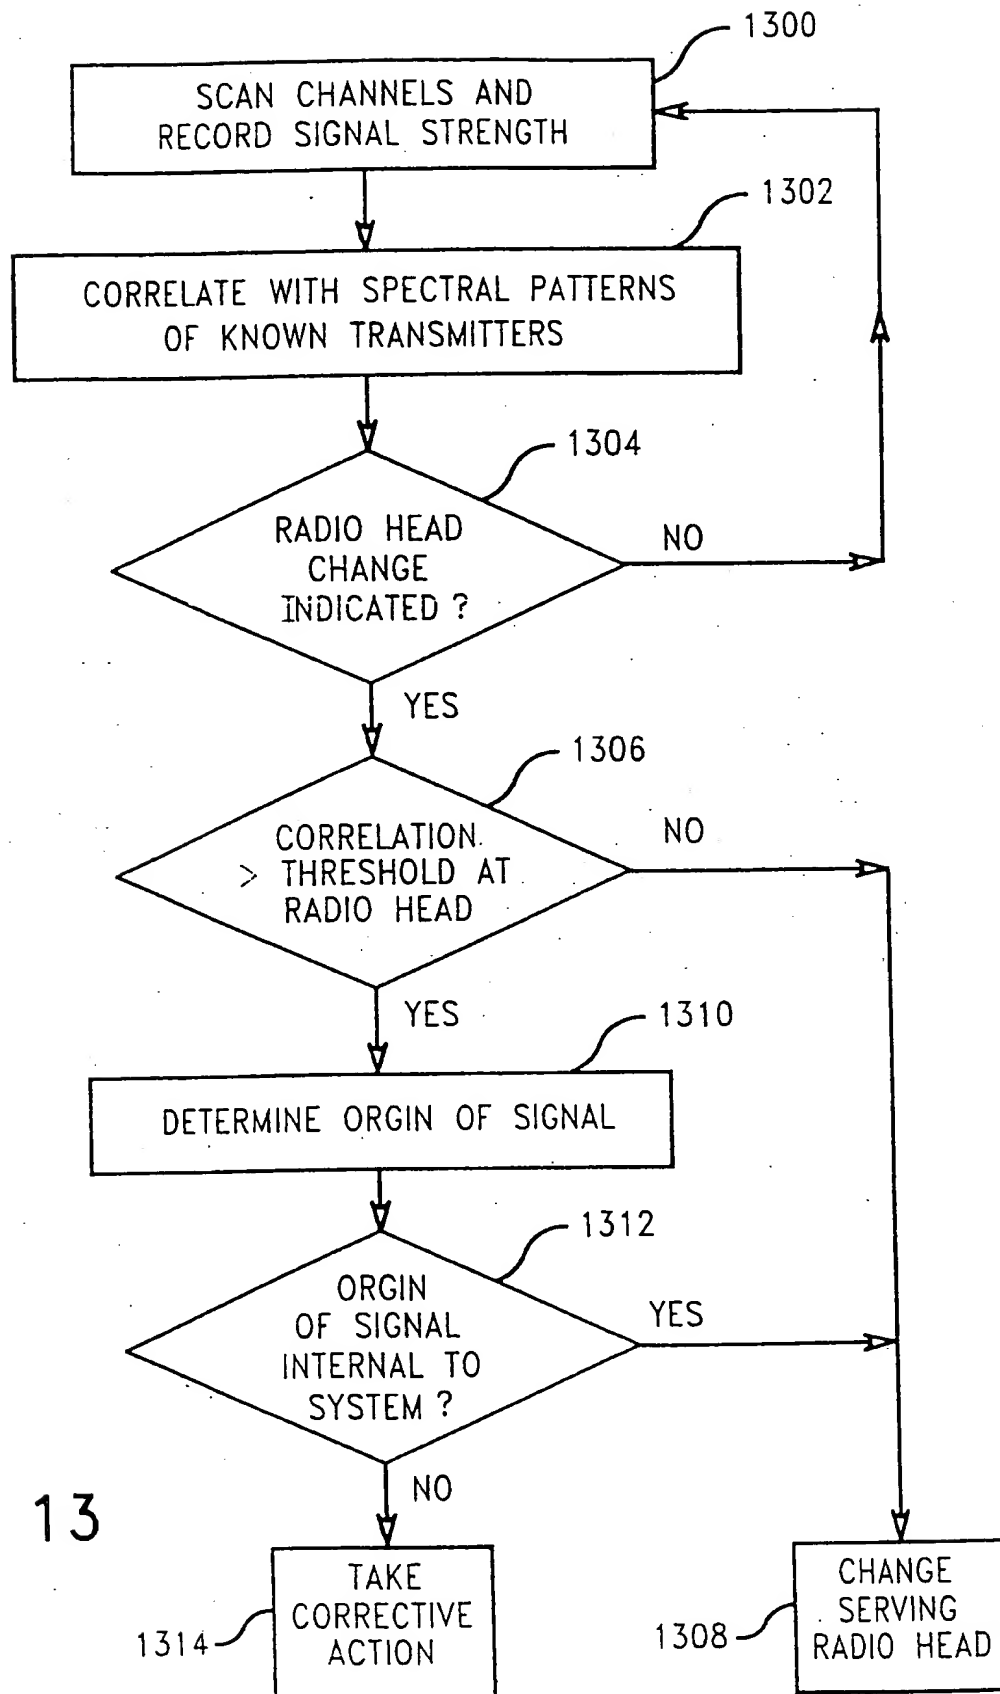 1300
SCAN CHANNELS AND
RECORD SIGNAL STRENGTH
1302
CORRELATE WITH SPECTRAL PATTERNS
OF KNOWN TRANSMITTERS
1304
RADIO HEAD
CHANGE
INDICATED ?
NO
YES
1306
CORRELATION
> THRESHOLD AT
RADIO HEAD
NO
YES
1310
DETERMINE ORGIN OF SIGNAL
1312
ORGIN
OF SIGNAL
INTERNAL TO
SYSTEM ?
YES
NO
13
TAKE
CORRECTIVE
ACTION
1314
CHANGE
SERVING
RADIO HEAD
1308